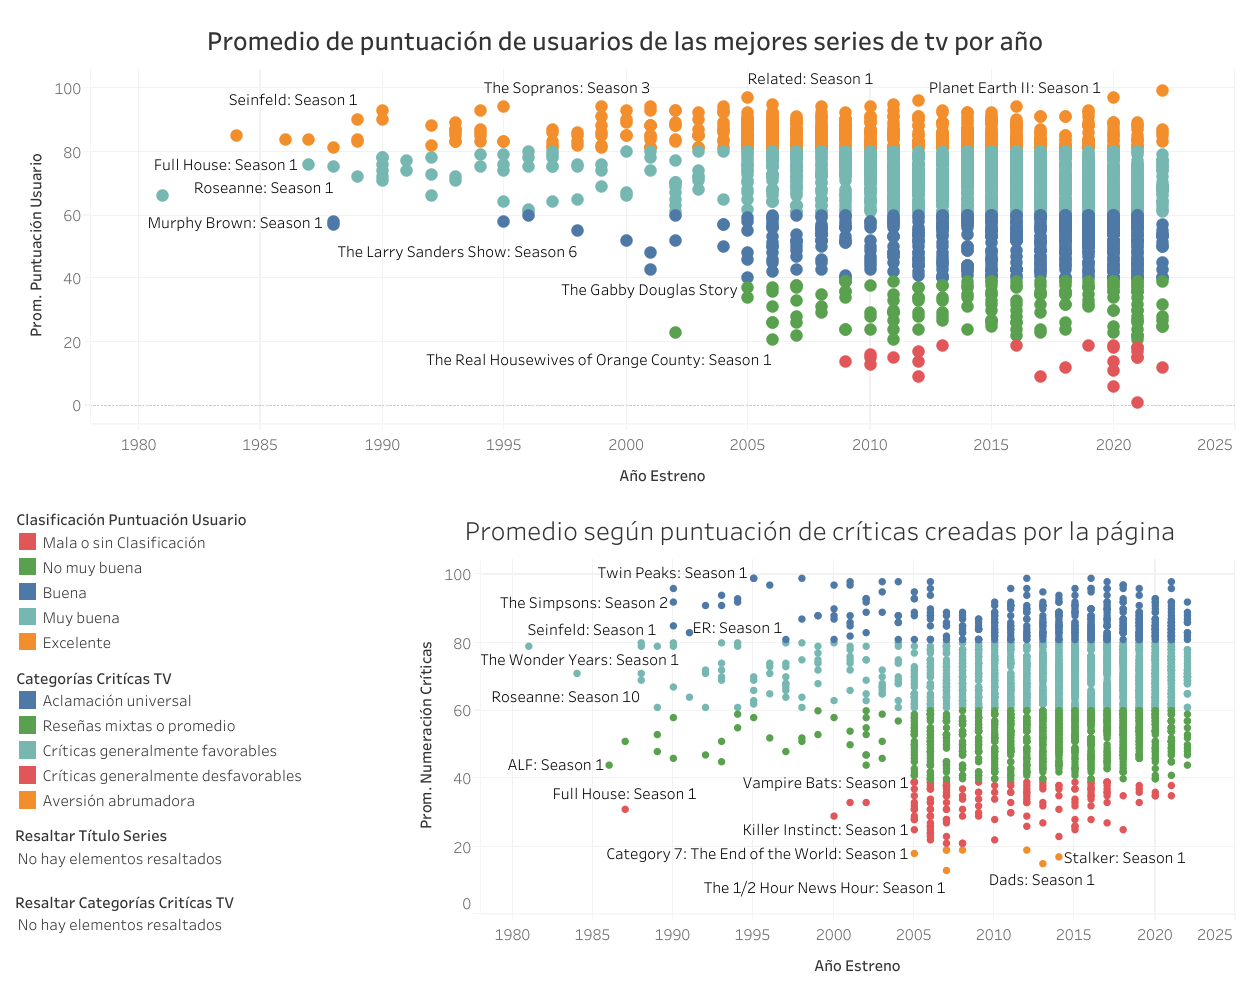 Promedio de puntuación de usuarios de las mejores series de tv por año
Prom. Puntuación Usuario
100
80
60
40
20
0
Related: Season 1
The Sopranos: Season 3
Planet Earth II: Season 1
Seinfeld: Season 1
Full House: Season 1
Roseanne: Season 1
Murphy Brown: Season 1
The Larry Sanders Show: Season 6
The Gabby Douglas Story
The Real Housewives of Orange County: Season 1
1980
1985
1990
1995
2000
2005
2010
2015
2020
2025
Año Estreno
Clasificación Puntuación Usuario
Mala o sin Clasificación
No muy buena
Buena
Muy buena
Excelente
Categorías Critícas TV
Aclamación universal
Reseñas mixtas o promedio
Críticas generalmente favorables
Críticas generalmente desfavorables
Aversión abrumadora
Resaltar Título Series
No hay elementos resaltados
Resaltar Categorías Critícas TV
No hay elementos resaltados
Promedio según puntuación de críticas creadas por la página
Prom. Numeración Críticas
100
80
60
40
20
0
Twin Peaks: Season 1
The Simpsons: Season 2
Seinfeld: Season 1
ER: Season 1
The Wonder Years: Season 1
Roseanne: Season 10
ALF: Season 1
Vampire Bats: Season 1
Full House: Season 1
Killer Instinct: Season 1
Category 7: The End of the World: Season 1
Stalker: Season 1
Dads: Season 1
The 1/2 Hour News Hour: Season 1
1980
1985
1990
1995
2000
2005
2010
2015
2020
2025
Año Estreno